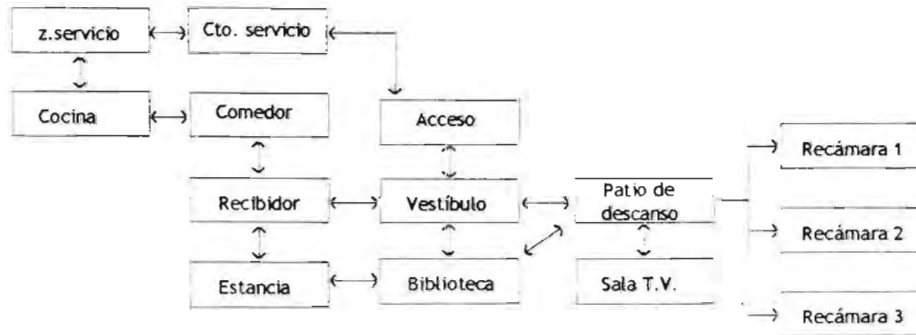 z.servicio
Cto. servicio
Cocina
Comedor
Acceso
Recámara 1
Recibidor
Vestíbulo
Patio de
descanso
Recámara 2
Estancia
Biblioteca
Sala T.V.
Recámara 3